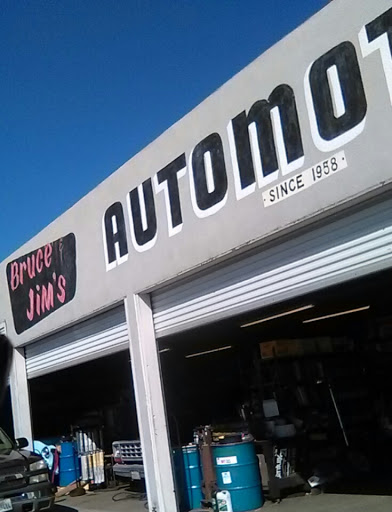 Bruce &
Jim's
AUTOMOT
· SINCE 1958 ·